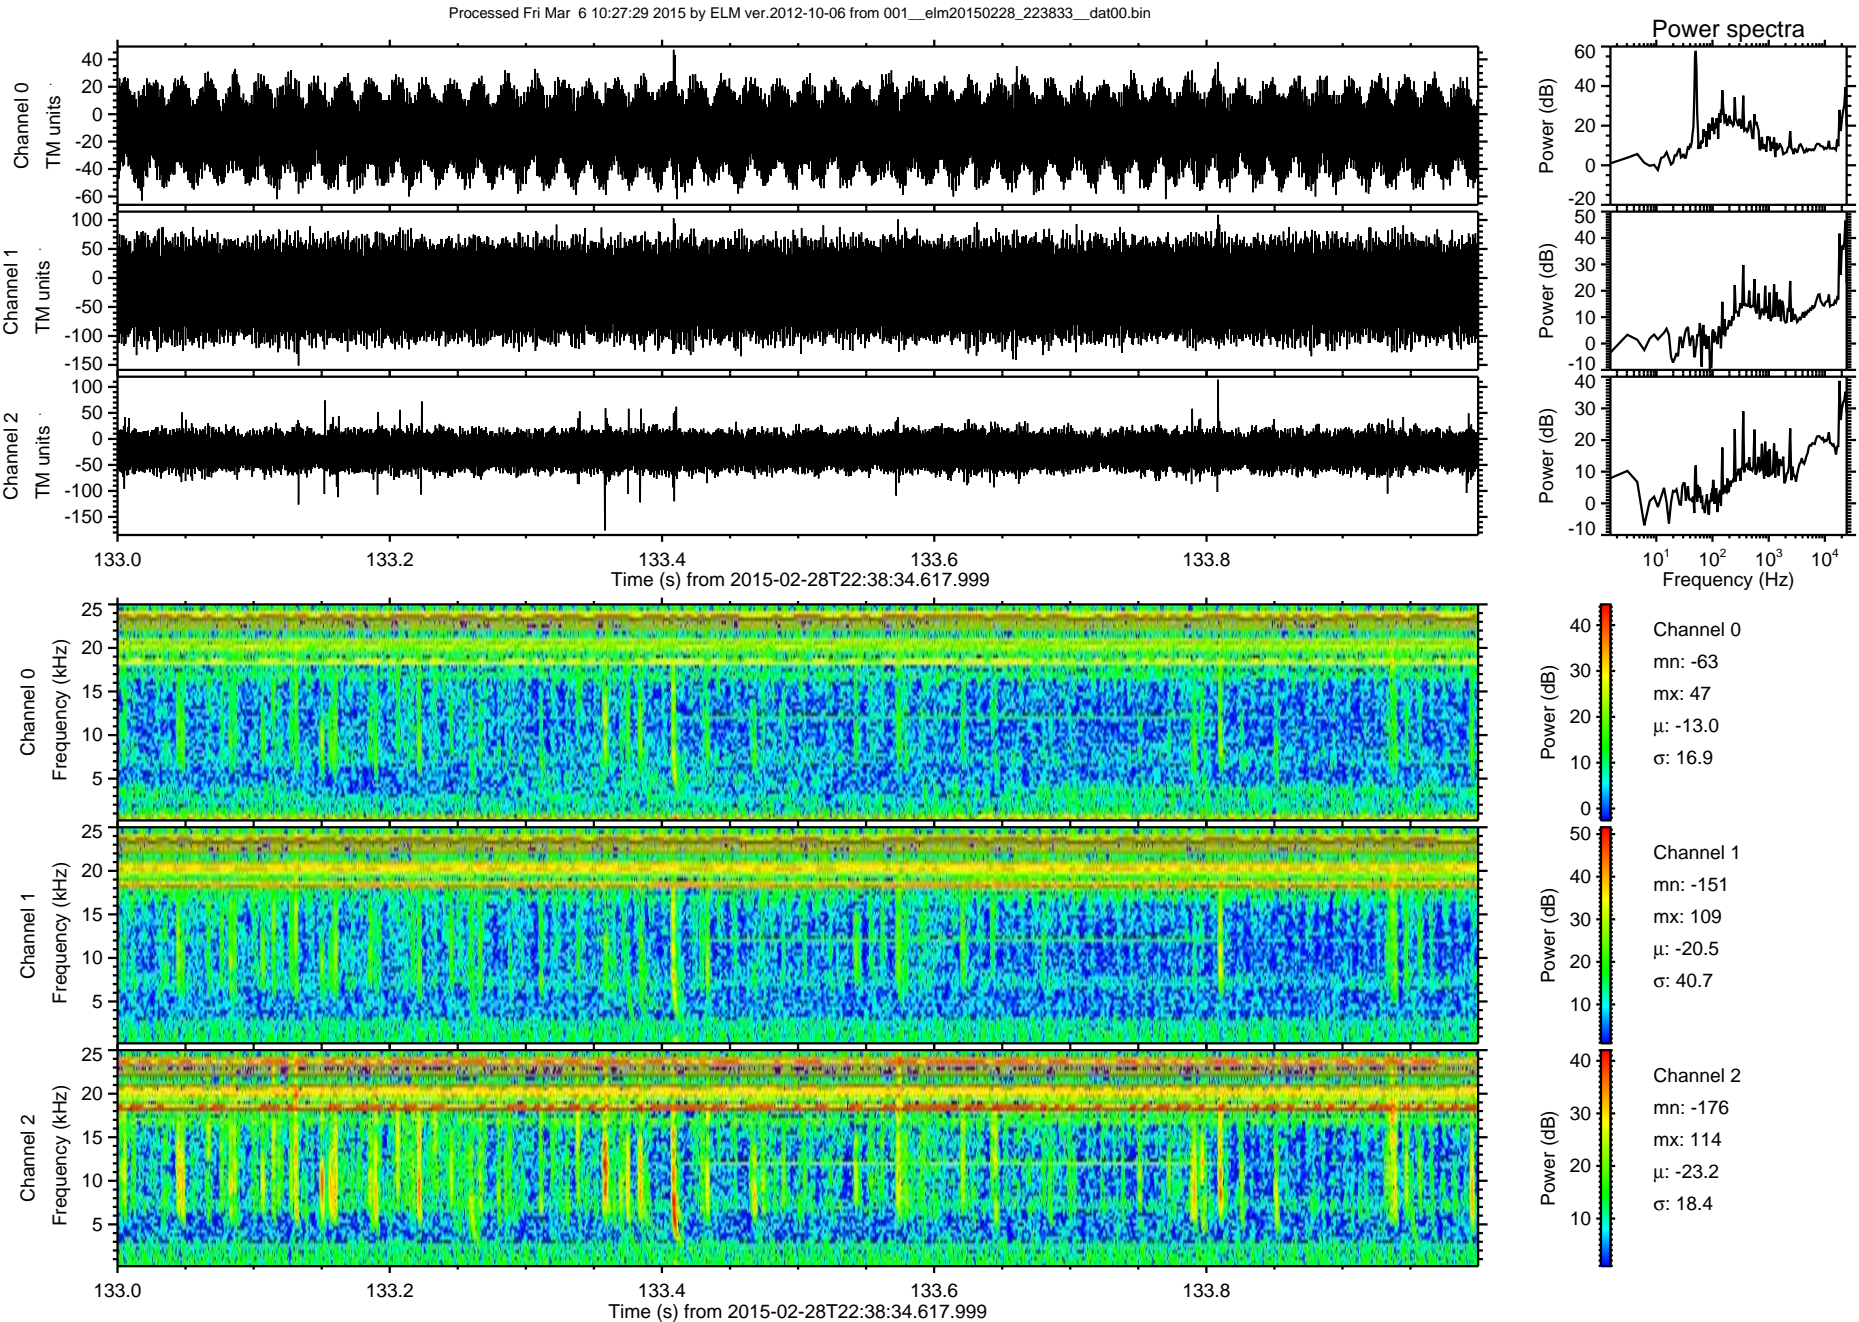 Processed Fri Mar  6 10:27:29 2015 by ELM ver.2012-10-06 from 001__elm20150228_223833__dat00.bin
Power spectra
Channel 0
TM units
40
20
0
-20
-40
-60
Power (dB)
60
40
20
0
-20
Channel 1
TM units
100
50
0
-50
-100
-150
Power (dB)
50
40
30
20
10
0
-10
Channel 2
TM units
100
50
0
-50
-100
-150
Power (dB)
40
30
20
10
0
-10
133.0
133.2
133.4
133.6
133.8
Time (s) from 2015-02-28T22:38:34.617.999
10^1
10^2
10^3
10^4
Frequency (Hz)
Channel 0
Frequency (kHz)
25
20
15
10
5
Power (dB)
40
30
20
10
0
Channel 0
mn: -63
mx: 47
μ: -13.0
σ: 16.9
Channel 1
Frequency (kHz)
25
20
15
10
5
Power (dB)
50
40
30
20
10
Channel 1
mn: -151
mx: 109
μ: -20.5
σ: 40.7
Channel 2
Frequency (kHz)
25
20
15
10
5
Power (dB)
40
30
20
10
Channel 2
mn: -176
mx: 114
μ: -23.2
σ: 18.4
133.0
133.2
133.4
133.6
133.8
Time (s) from 2015-02-28T22:38:34.617.999